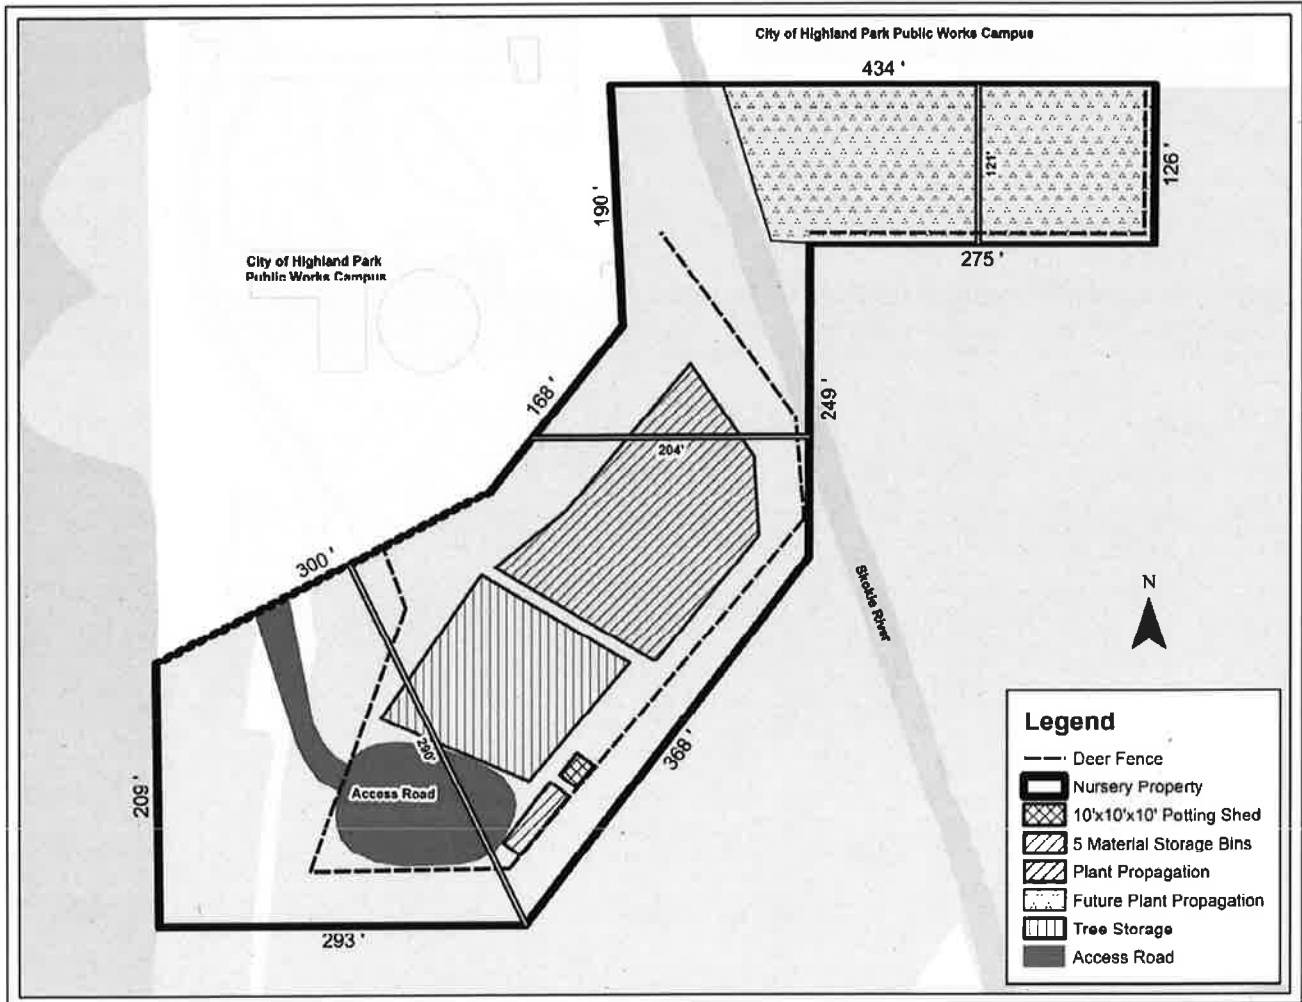 City of Highland Park Public Works Campus
434 '
126 '
121'
190 '
275 '
City of Highland Park
Public Works Campus
168 '
249 '
204'
300 '
Skokie River
N
290'
368 '
Access Road
209 '
293 '
Legend
Deer Fence
Nursery Property
10'x10'x10' Potting Shed
5 Material Storage Bins
Plant Propagation
Future Plant Propagation
Tree Storage
Access Road